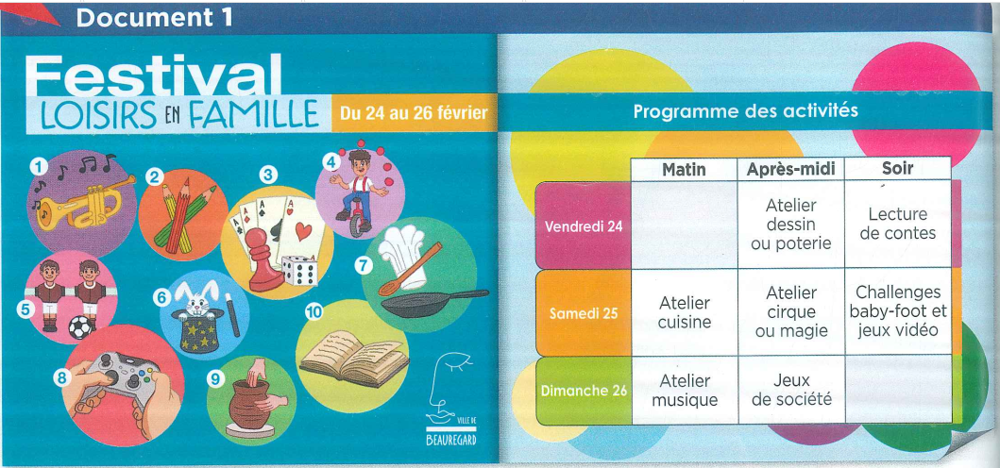 Document 1
Festival
LOISIRS EN FAMILLE
Du 24 au 26 février
1
2
3
4
5
6
7
8
9
10
A
A
A
A
VILLE DE
BEAUREGARD
Programme des activités
Matin Après-midi Soir
Vendredi 24
Atelier
dessin
ou poterie
Lecture
de contes
Samedi 25
Atelier
cuisine
Atelier
cirque
ou magie
Challenges
baby-foot et
jeux vidéo
Dimanche 26
Atelier
musique
Jeux
de société